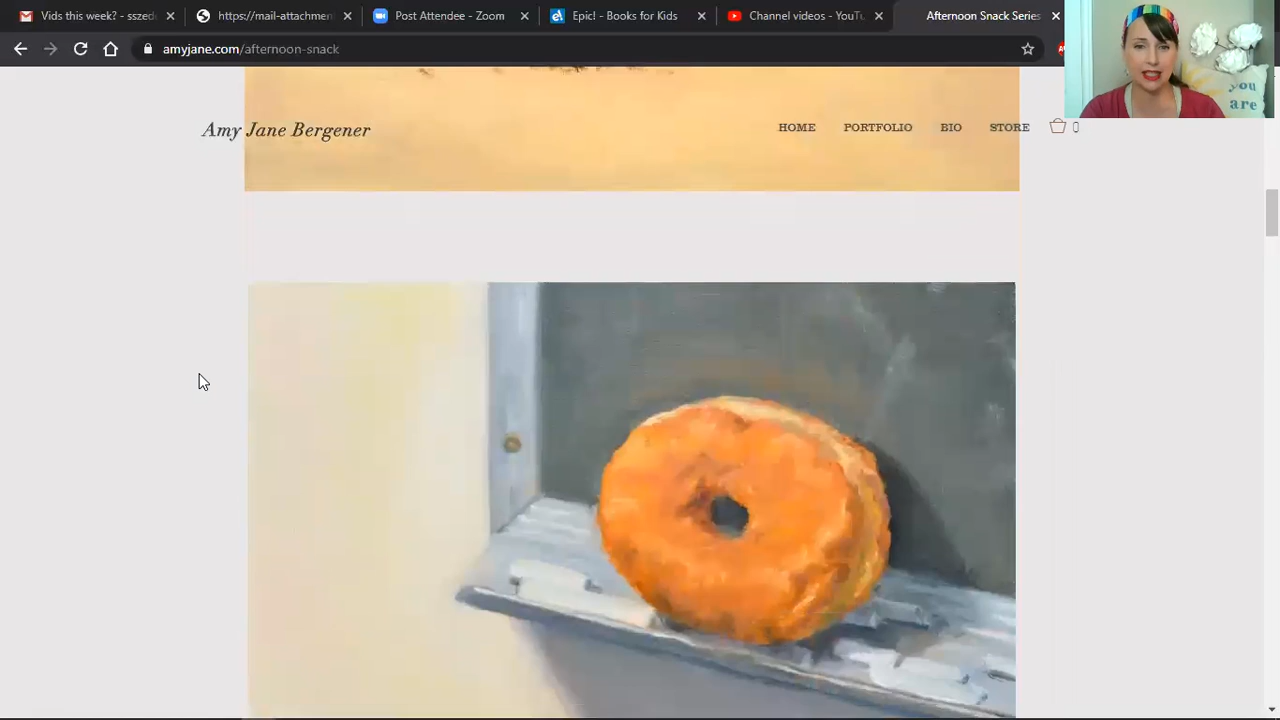 Vids this week? - sszed
https://mail-attachmen
Post Attendee - Zoom
Epic! - Books for Kids
Channel videos - YouTu
Afternoon Snack Series
amyjane.com/afternoon-snack
Amy Jane Bergener
HOME PORTFOLIO BIO STORE 0
you
are